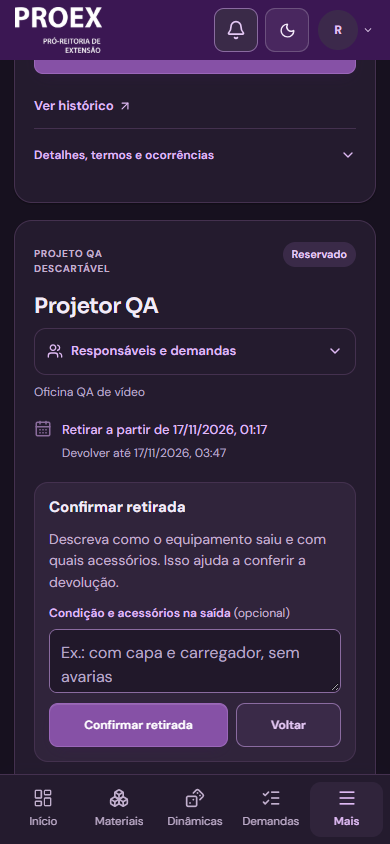 PROEX
PRÓ-REITORIA DE
EXTENSÃO
R
Ver histórico
Detalhes, termos e ocorrências
PROJETO QA
DESCARTÁVEL
Reservado
Projetor QA
Responsáveis e demandas
Oficina QA de vídeo
Retirar a partir de 17/11/2026, 01:17
Devolver até 17/11/2026, 03:47
Confirmar retirada
Descreva como o equipamento saiu e com
quais acessórios. Isso ajuda a conferir a
devolução.
Condição e acessórios na saída (opcional)
Ex.: com capa e carregador, sem
avarias
Confirmar retirada
Voltar
Início
Materiais
Dinâmicas
Demandas
Mais